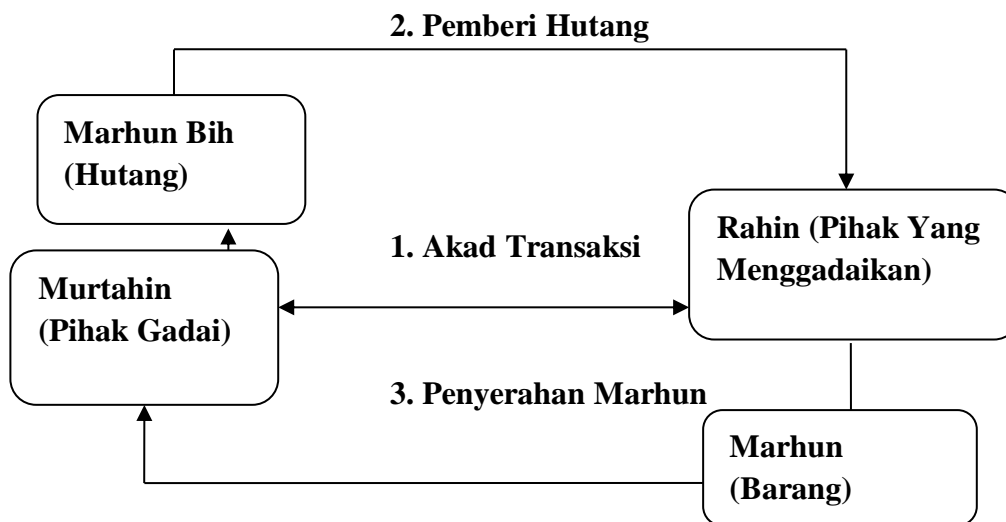 2. Pemberi Hutang
Marhun Bih
(Hutang)
Rahin (Pihak Yang
Menggadaikan)
1. Akad Transaksi
Murtahin
(Pihak Gadai)
3. Penyerahan Marhun
Marhun
(Barang)